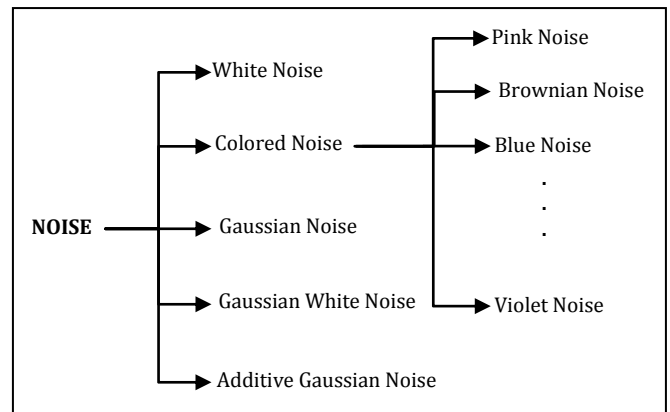 NOISE
White Noise
Colored Noise
Gaussian Noise
Gaussian White Noise
Additive Gaussian Noise
Pink Noise
Brownian Noise
Blue Noise
.
.
.
Violet Noise